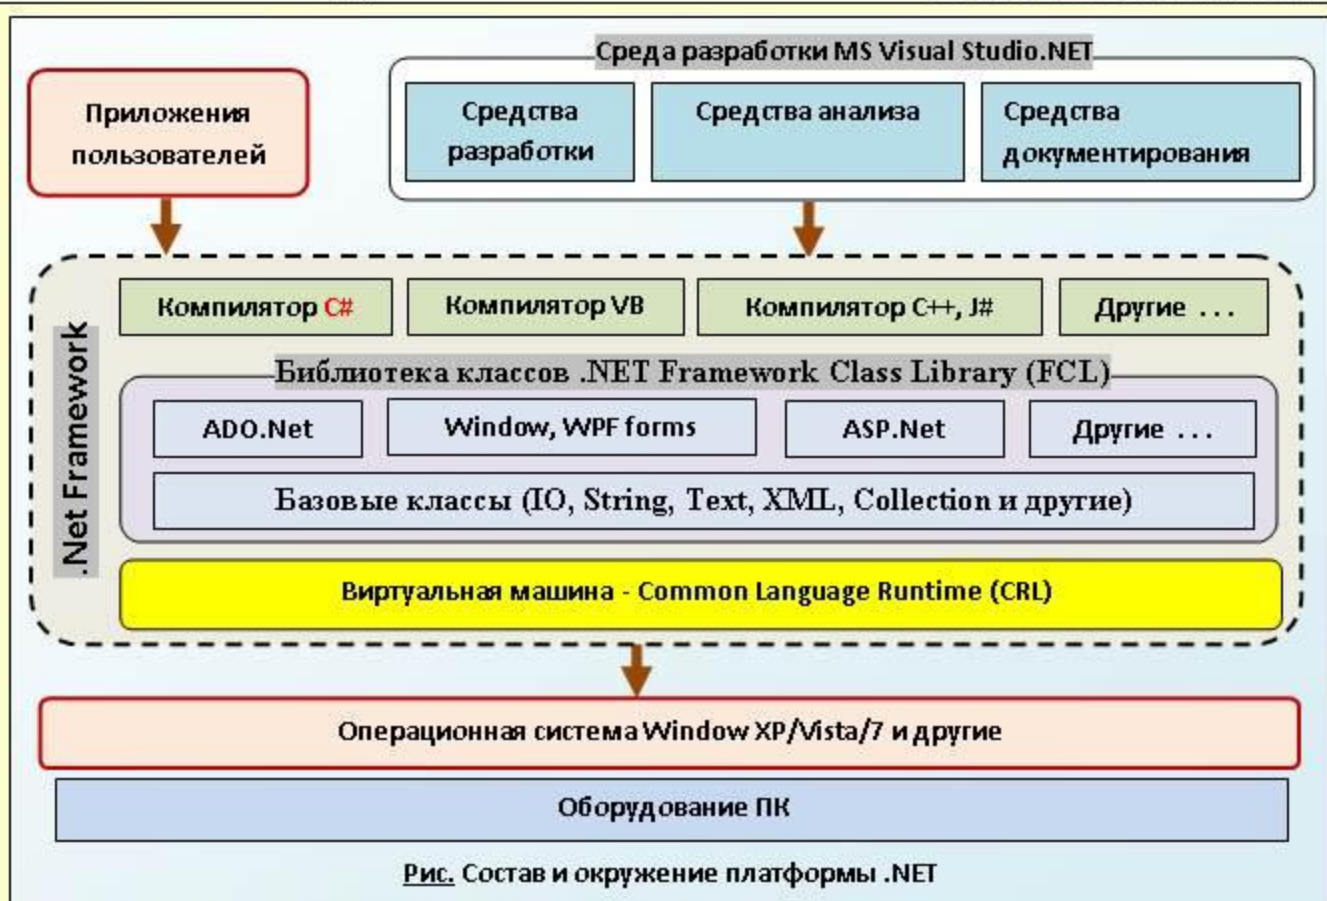 Среда разработки MS Visual Studio.NET
Приложения
пользователей
Средства
разработки
Средства анализа
Средства
документирования
.Net Framework
Компилятор C#
Компилятор VB
Компилятор C++, J#
Другие ...
Библиотека классов .NET Framework Class Library (FCL)
ADO.Net
Window, WPF forms
ASP.Net
Другие ...
Базовые классы (IO, String, Text, XML, Collection и другие)
Виртуальная машина - Common Language Runtime (CRL)
Операционная система Window XP/Vista/7 и другие
Оборудование ПК
Рис. Состав и окружение платформы .NET